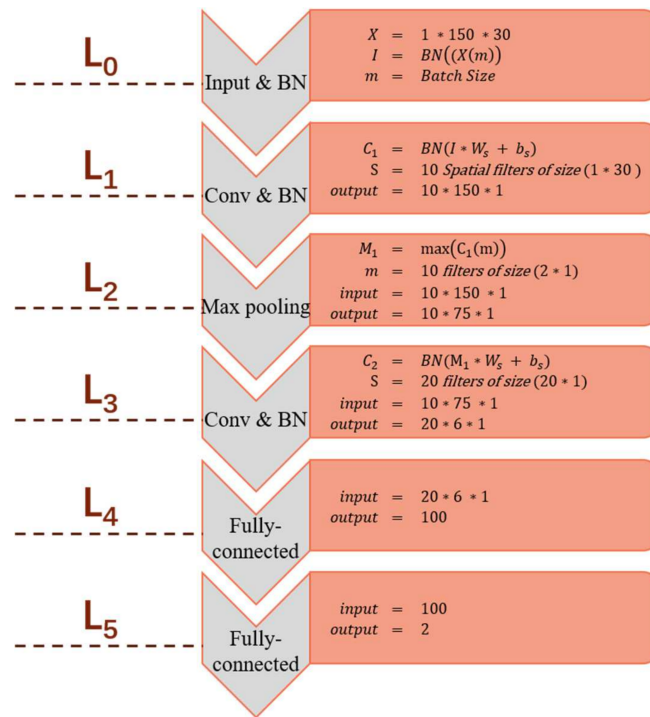 L0
Input & BN
X = 1 * 150 * 30
I = BN((X(m))
m = Batch Size
L1
Conv & BN
C1 = BN(I * Ws + bs)
S = 10 Spatial filters of size (1 * 30)
output = 10 * 150 * 1
L2
Max pooling
M1 = max(C1(m))
m = 10 filters of size (2 * 1)
input = 10 * 150 * 1
output = 10 * 75 * 1
L3
Conv & BN
C2 = BN(M1 * Ws + bs)
S = 20 filters of size (20 * 1)
input = 10 * 75 * 1
output = 20 * 6 * 1
L4
Fully-
connected
input = 20 * 6 * 1
output = 100
L5
Fully-
connected
input = 100
output = 2